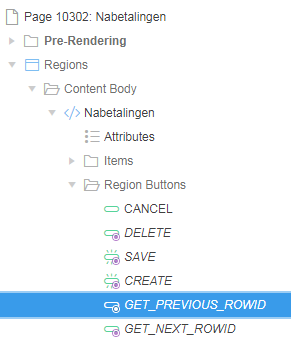 Page 10302: Nabetalingen
Pre-Rendering
Regions
Content Body
Nabetalingen
Attributes
Items
Region Buttons
CANCEL
DELETE
SAVE
CREATE
GET_PREVIOUS_ROWID
GET_NEXT_ROWID